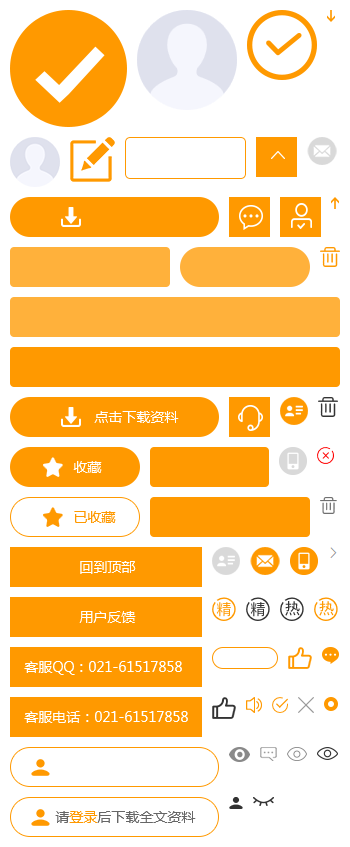 点击下载资料
收藏
已收藏
回到顶部
用户反馈
精 精 热 热
客服QQ：021-61517858
客服电话：021-61517858
请登录后下载全文资料